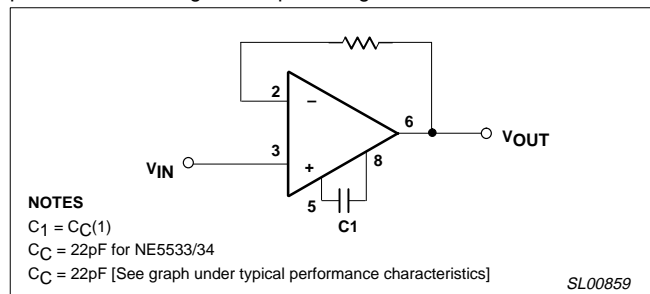 2
–
6
VOUT
VIN
3
+
8
5
C1
NOTES
C1 = CC(1)
CC = 22pF for NE5533/34
CC = 22pF [See graph under typical performance characteristics]
SL00859